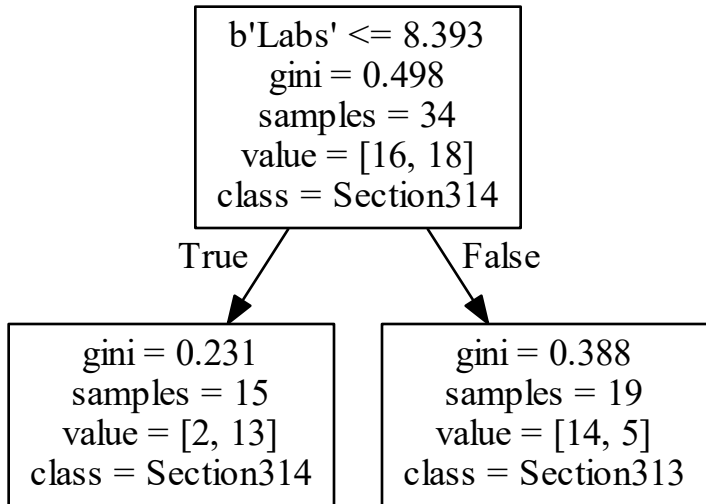 b'Labs' <= 8.393
gini = 0.498
samples = 34
value = [16, 18]
class = Section314
True
False
gini = 0.231
samples = 15
value = [2, 13]
class = Section314
gini = 0.388
samples = 19
value = [14, 5]
class = Section313